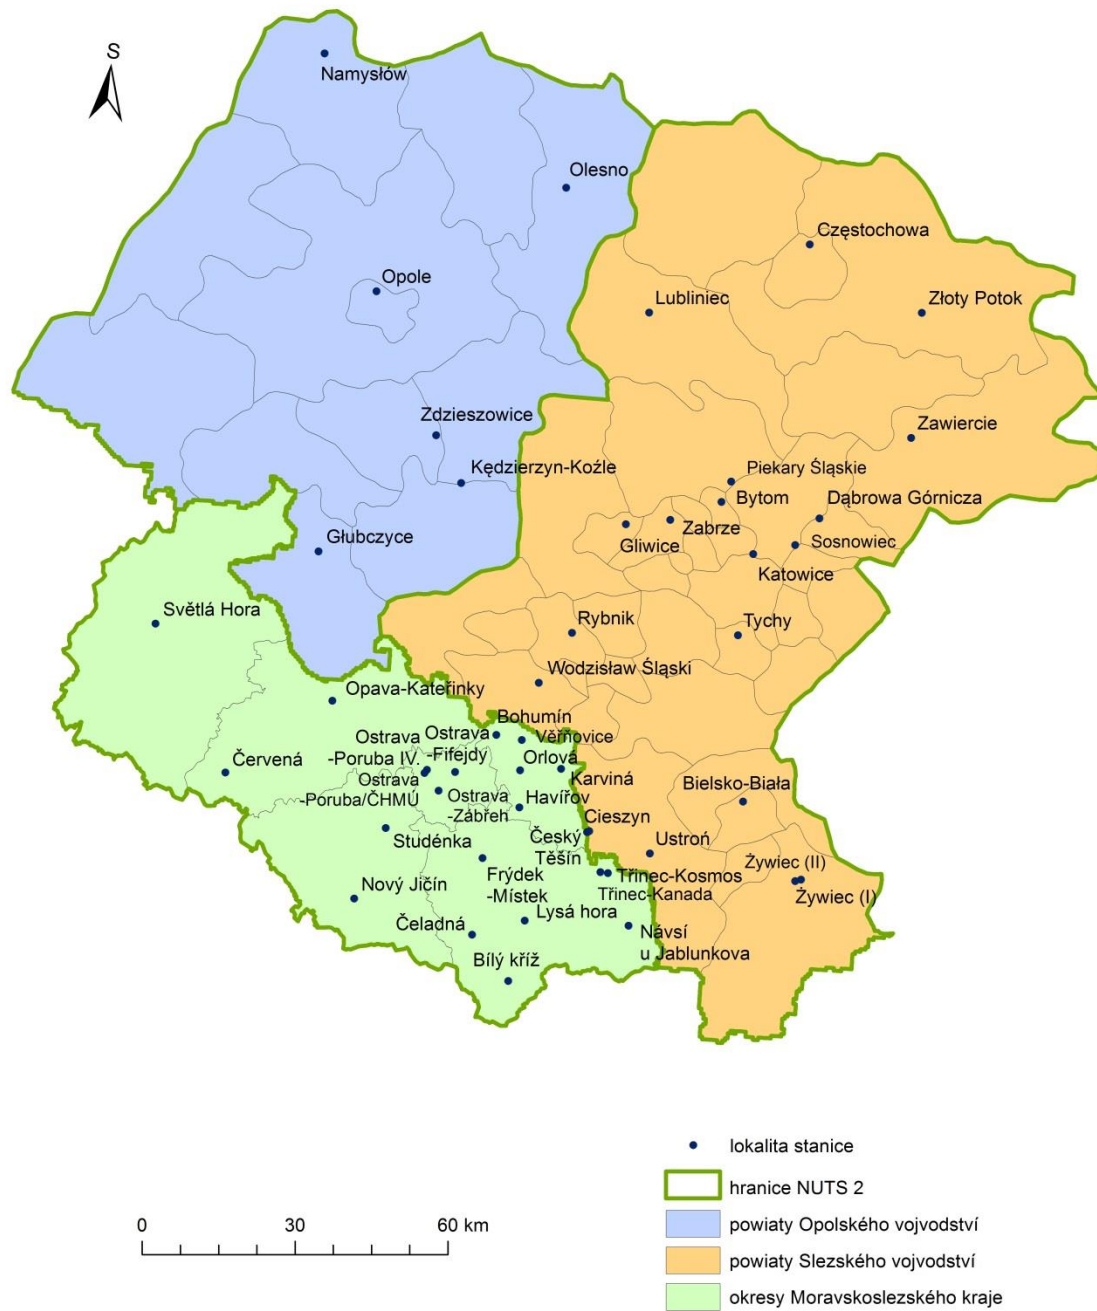 S
Namysłów
Olesno
Częstochowa
Opole
Lubliniec
Złoty Potok
Zdzieszowice
Zawiercie
Kędzierzyn-Koźle
Piekary Śląskie
Bytom
Dąbrowa Górnicza
Zabrze
Gliwice
Sosnowiec
Głubczyce
Katowice
Světlá Hora
Rybnik
Tychy
Wodzisław Śląski
Opava-Kateřinky
Bohumín
Věřňovice
Ostrava
-Poruba IV.
Ostrava
-Fifejdy
Orlová
Červená
Karviná
Ostrava
-Poruba/ČHMÚ
Ostrava
-Zábřeh
Havířov
Bielsko-Biała
Cieszyn
Studénka
Český
Těšín
Ustroń
Frýdek
-Místek
Třinec-Kosmos
Třinec-Kanada
Żywiec (II)
Żywiec (I)
Nový Jičín
Čeladná
Lysá hora
Návsí
u Jablunkova
Bílý kříž
lokalita stanice
hranice NUTS 2
powiaty Opolského vojvodství
powiaty Slezského vojvodství
okresy Moravskoslezského kraje
0 30 60 km